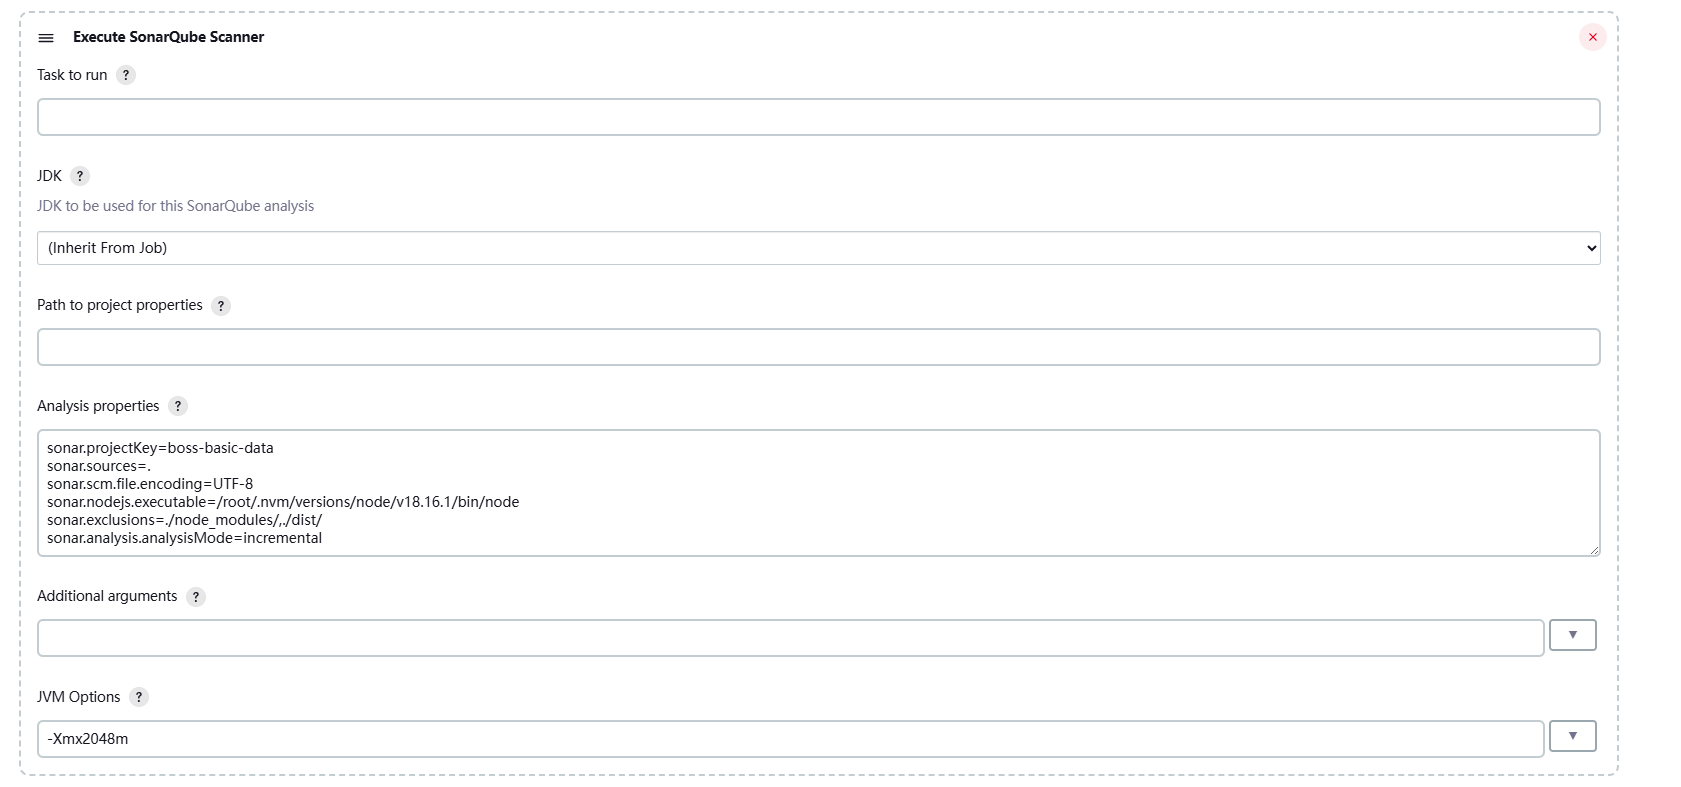 Execute SonarQube Scanner
Task to run ?
JDK ?
JDK to be used for this SonarQube analysis
(Inherit From Job)
Path to project properties ?
Analysis properties ?
sonar.projectKey=boss-basic-data
sonar.sources=.
sonar.scm.file.encoding=UTF-8
sonar.nodejs.executable=/root/.nvm/versions/node/v18.16.1/bin/node
sonar.exclusions=./node_modules/,./dist/
sonar.analysis.analysisMode=incremental
Additional arguments ?
JVM Options ?
-Xmx2048m